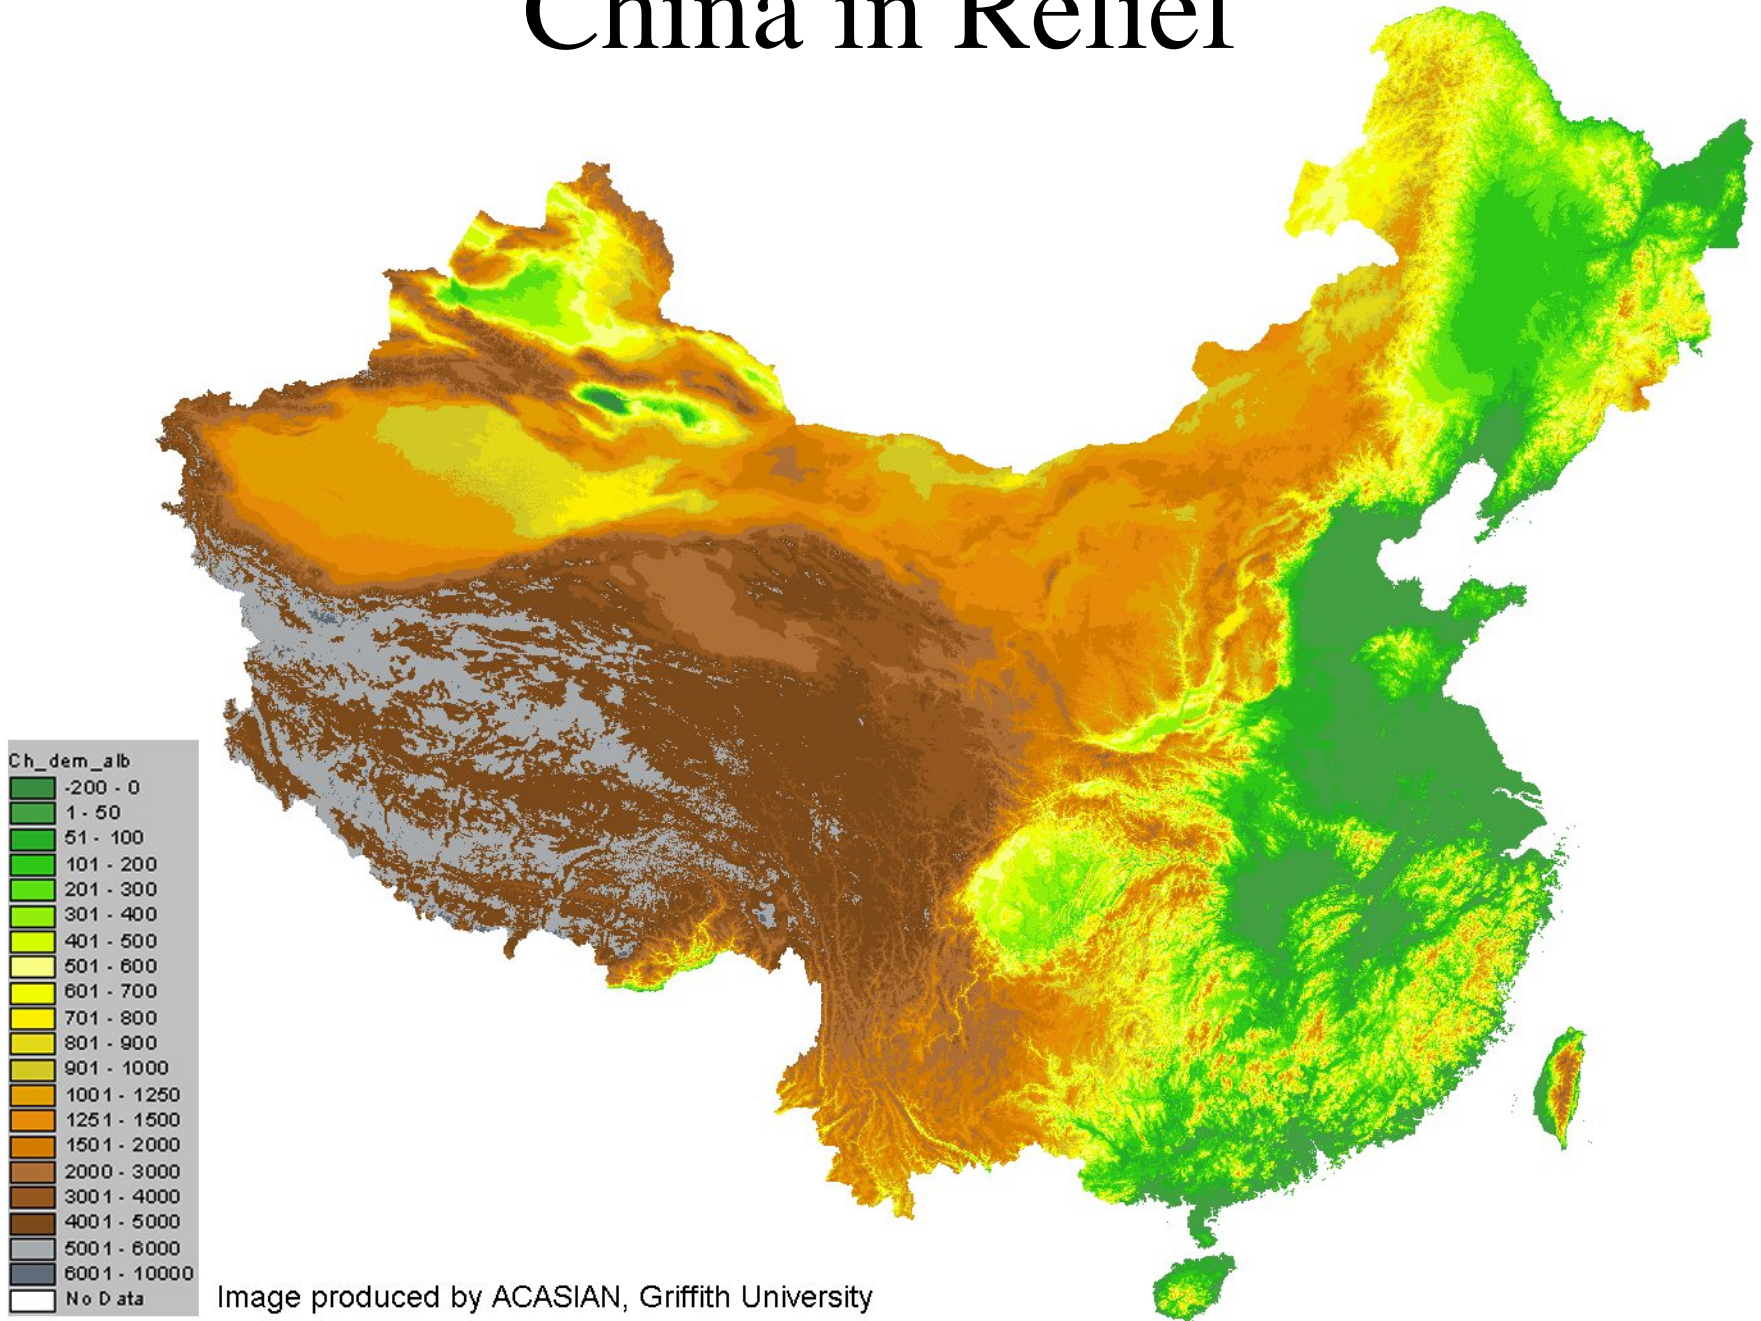 China in Relief
Ch_dem_alb
-200 - 0
1 - 50
51 - 100
101 - 200
201 - 300
301 - 400
401 - 500
501 - 600
601 - 700
701 - 800
801 - 900
901 - 1000
1001 - 1250
1251 - 1500
1501 - 2000
2000 - 3000
3001 - 4000
4001 - 5000
5001 - 6000
6001 - 10000
No Data
Image produced by ACASIAN, Griffith University